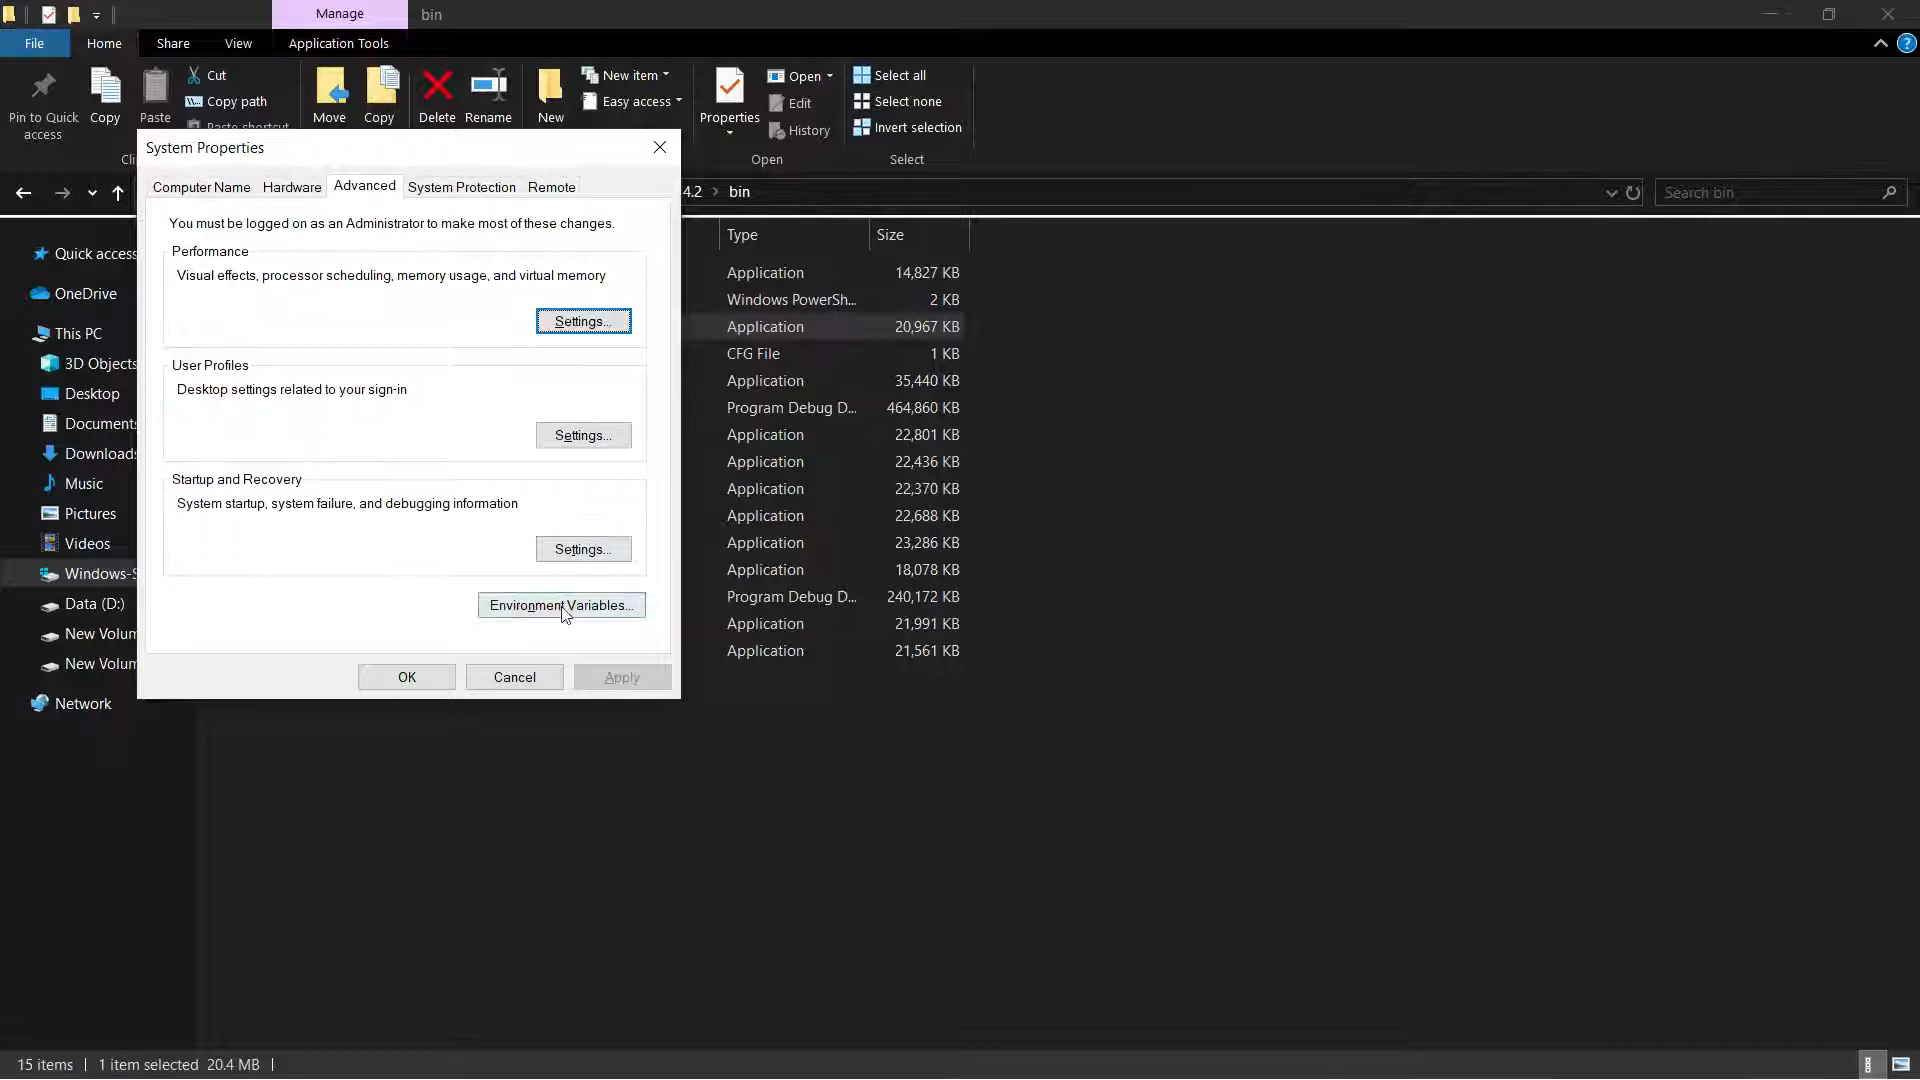 Manage
bin
File
Home
Share
View
Application Tools
Pin to Quick
access
Copy
Paste
Cut
Copy path
Paste shortcut
Move
Copy
Delete
Rename
New
New item
Easy access
Properties
Open
Edit
History
Select all
Select none
Invert selection
Open
Select
4.2 > bin
Search bin
System Properties
Computer Name
Hardware
Advanced
System Protection
Remote
You must be logged on as an Administrator to make most of these changes.
Performance
Visual effects, processor scheduling, memory usage, and virtual memory
Settings...
User Profiles
Desktop settings related to your sign-in
Settings...
Startup and Recovery
System startup, system failure, and debugging information
Settings...
Environment Variables...
OK
Cancel
Apply
Quick access
OneDrive
This PC
3D Objects
Desktop
Documents
Downloads
Music
Pictures
Videos
Windows-S
Data (D:)
New Volum
New Volum
Network
Type Size
Application 14,827 KB
Windows PowerSh... 2 KB
Application 20,967 KB
CFG File 1 KB
Application 35,440 KB
Program Debug D... 464,860 KB
Application 22,801 KB
Application 22,436 KB
Application 22,370 KB
Application 22,688 KB
Application 23,286 KB
Application 18,078 KB
Program Debug D... 240,172 KB
Application 21,991 KB
Application 21,561 KB
15 items
1 item selected 20.4 MB